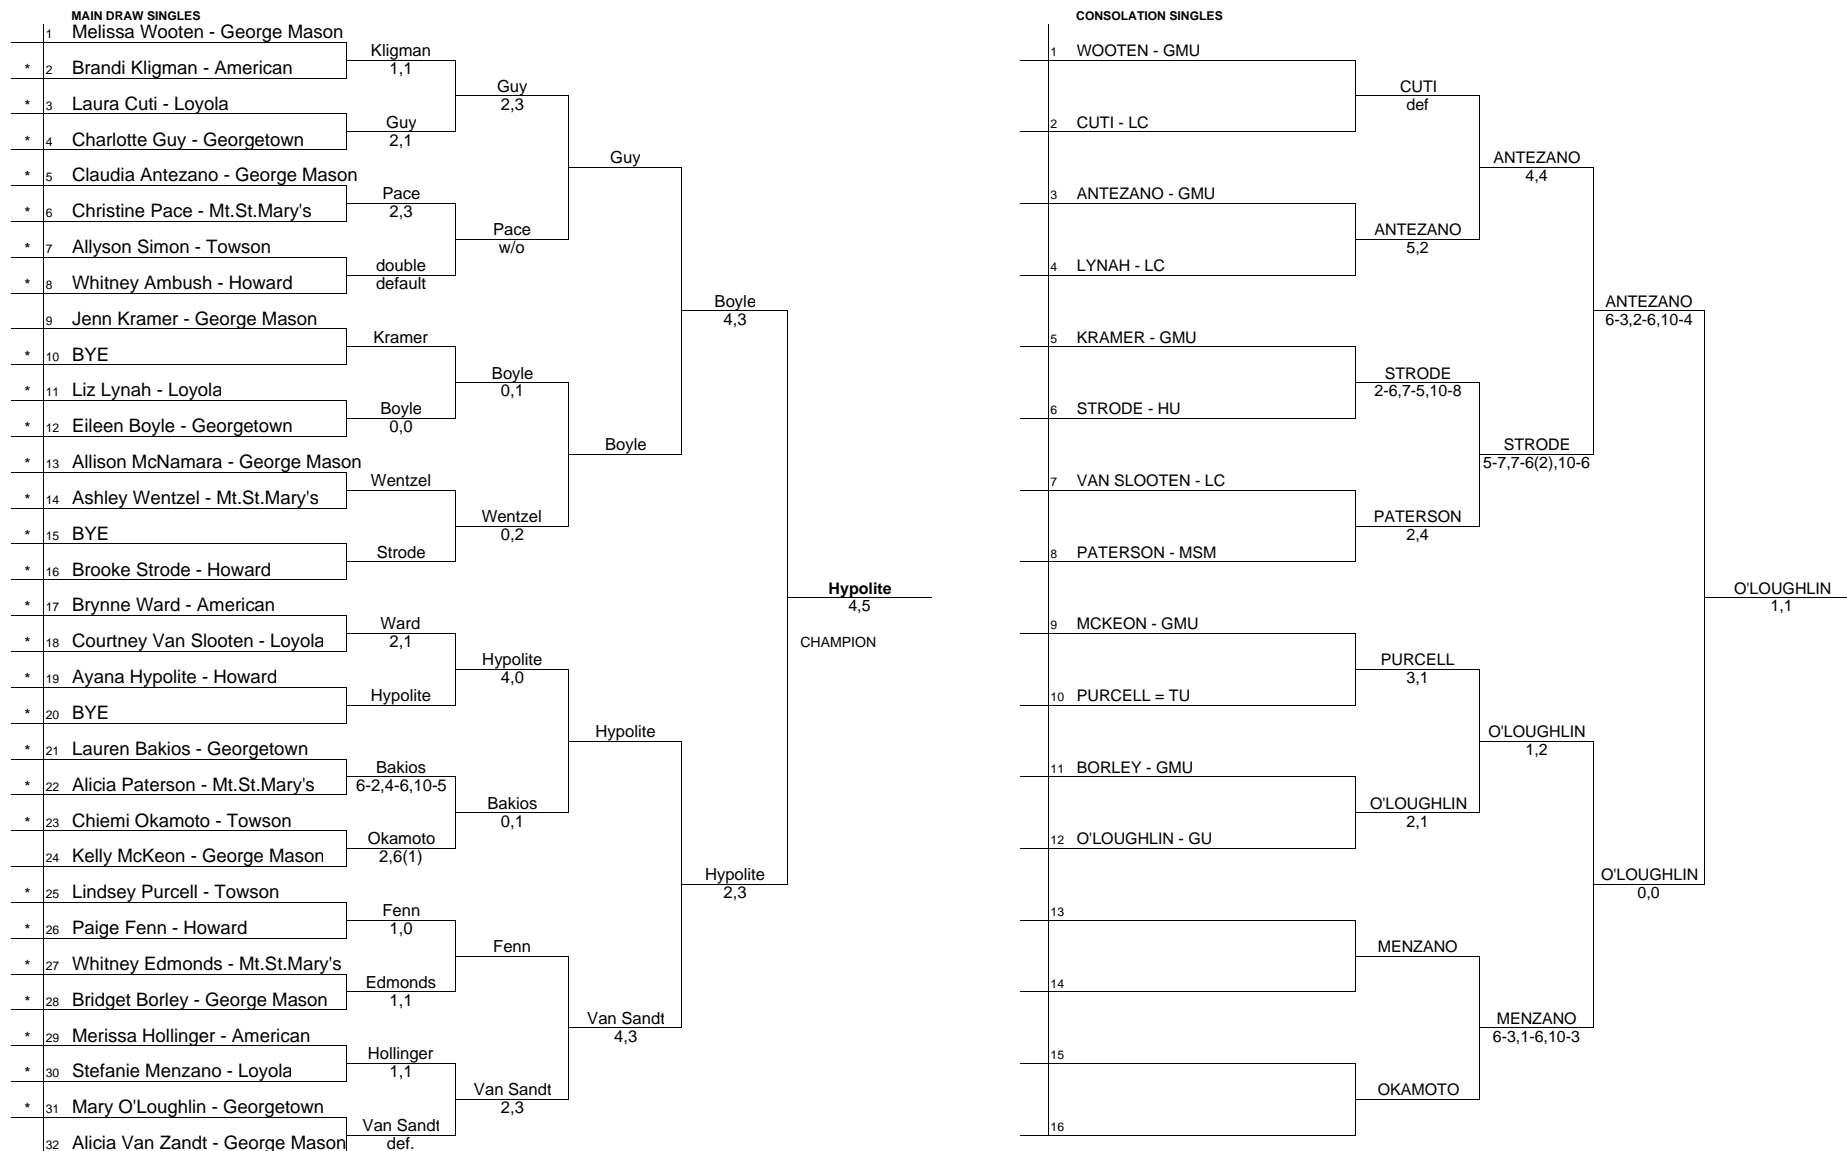 MAIN DRAW SINGLES
1 Melissa Wooten - George Mason
Kligman
1,1
* 2 Brandi Kligman - American
Guy
2,3
* 3 Laura Cuti - Loyola
Guy
2,1
* 4 Charlotte Guy - Georgetown
Guy
* 5 Claudia Antezano - George Mason
Pace
2,3
* 6 Christine Pace - Mt.St.Mary's
Pace
w/o
* 7 Allyson Simon - Towson
double
default
* 8 Whitney Ambush - Howard
Boyle
4,3
9 Jenn Kramer - George Mason
Kramer
* 10 BYE
Boyle
0,1
* 11 Liz Lynah - Loyola
Boyle
0,0
* 12 Eileen Boyle - Georgetown
Boyle
* 13 Allison McNamara - George Mason
Wentzel
* 14 Ashley Wentzel - Mt.St.Mary's
Wentzel
0,2
* 15 BYE
Strode
* 16 Brooke Strode - Howard
Hypolite
4,5
CHAMPION
* 17 Brynne Ward - American
Ward
2,1
* 18 Courtney Van Slooten - Loyola
Hypolite
4,0
* 19 Ayana Hypolite - Howard
Hypolite
* 20 BYE
Hypolite
* 21 Lauren Bakios - Georgetown
Bakios
6-2,4-6,10-5
* 22 Alicia Paterson - Mt.St.Mary's
Bakios
0,1
* 23 Chiemi Okamoto - Towson
Okamoto
2,6(1)
24 Kelly McKeon - George Mason
Hypolite
2,3
* 25 Lindsey Purcell - Towson
Fenn
1,0
* 26 Paige Fenn - Howard
Fenn
* 27 Whitney Edmonds - Mt.St.Mary's
Edmonds
1,1
* 28 Bridget Borley - George Mason
Van Sandt
4,3
* 29 Merissa Hollinger - American
Hollinger
1,1
* 30 Stefanie Menzano - Loyola
Van Sandt
2,3
* 31 Mary O'Loughlin - Georgetown
Van Sandt
def.
32 Alicia Van Zandt - George Mason
CONSOLATION SINGLES
1 WOOTEN - GMU
CUTI
def
2 CUTI - LC
ANTEZANO
4,4
3 ANTEZANO - GMU
ANTEZANO
5,2
4 LYNAH - LC
ANTEZANO
6-3,2-6,10-4
5 KRAMER - GMU
STRODE
2-6,7-5,10-8
6 STRODE - HU
STRODE
5-7,7-6(2),10-6
7 VAN SLOOTEN - LC
PATERSON
2,4
8 PATERSON - MSM
O'LOUGHLIN
1,1
9 MCKEON - GMU
PURCELL
3,1
10 PURCELL = TU
O'LOUGHLIN
1,2
11 BORLEY - GMU
O'LOUGHLIN
2,1
12 O'LOUGHLIN - GU
O'LOUGHLIN
0,0
13
MENZANO
14
MENZANO
6-3,1-6,10-3
15
OKAMOTO
16